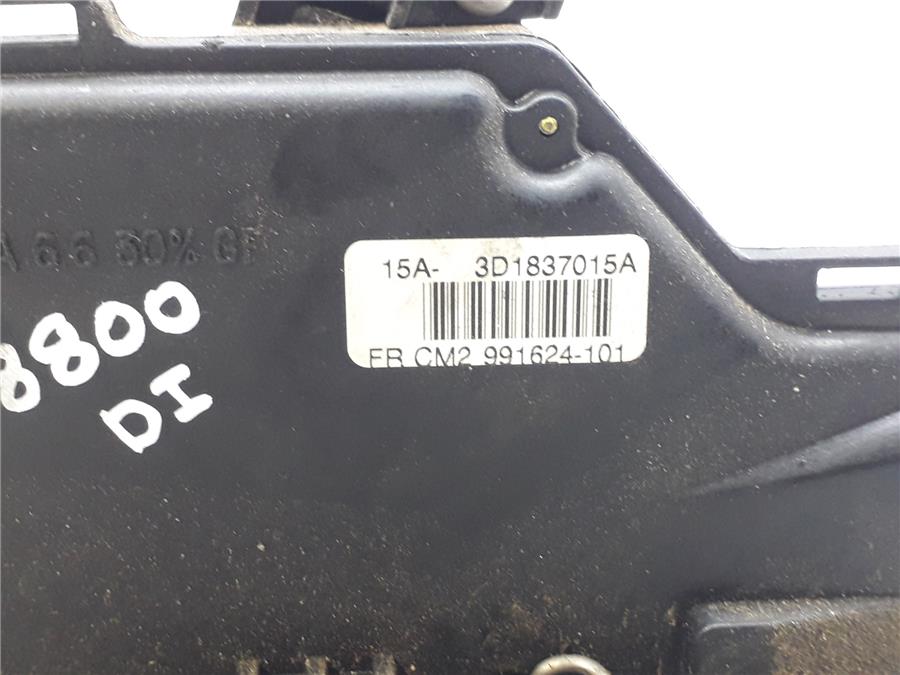 A 6 6 30% GF
15A- 3D1837015A
FR CM2 991624-101
8800
DI